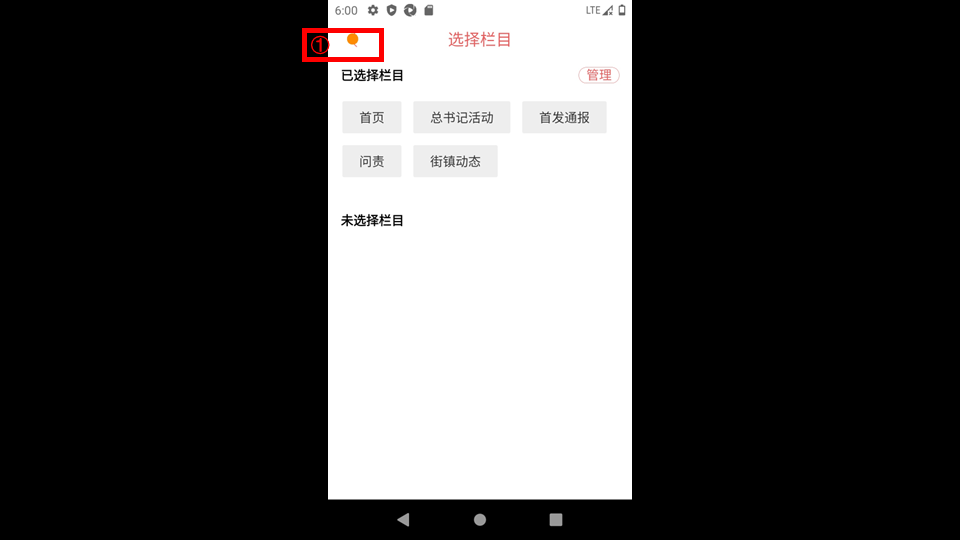 6:00 LTE
①
选择栏目
已选择栏目 管理
首页 总书记活动 首发通报
问责 街镇动态
未选择栏目